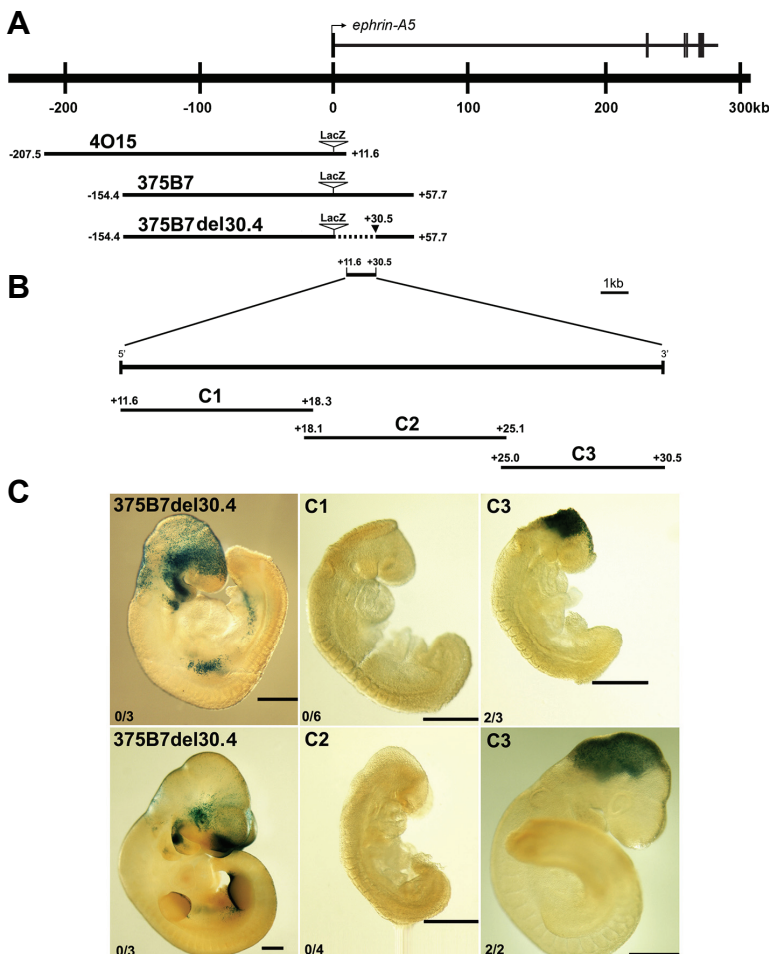 A
ephrin-A5
-200 -100 0 100 200 300kb
4O15
LacZ
-207.5 +11.6
375B7
LacZ
-154.4 +57.7
375B7del30.4
LacZ
+30.5
-154.4 +57.7
B
+11.6 +30.5
1kb
5' 3'
+11.6 C1 +18.3
+18.1 C2 +25.1
+25.0 C3 +30.5
C
375B7del30.4 C1 C3
0/3 0/6 2/3
375B7del30.4 C2 C3
0/3 0/4 2/2